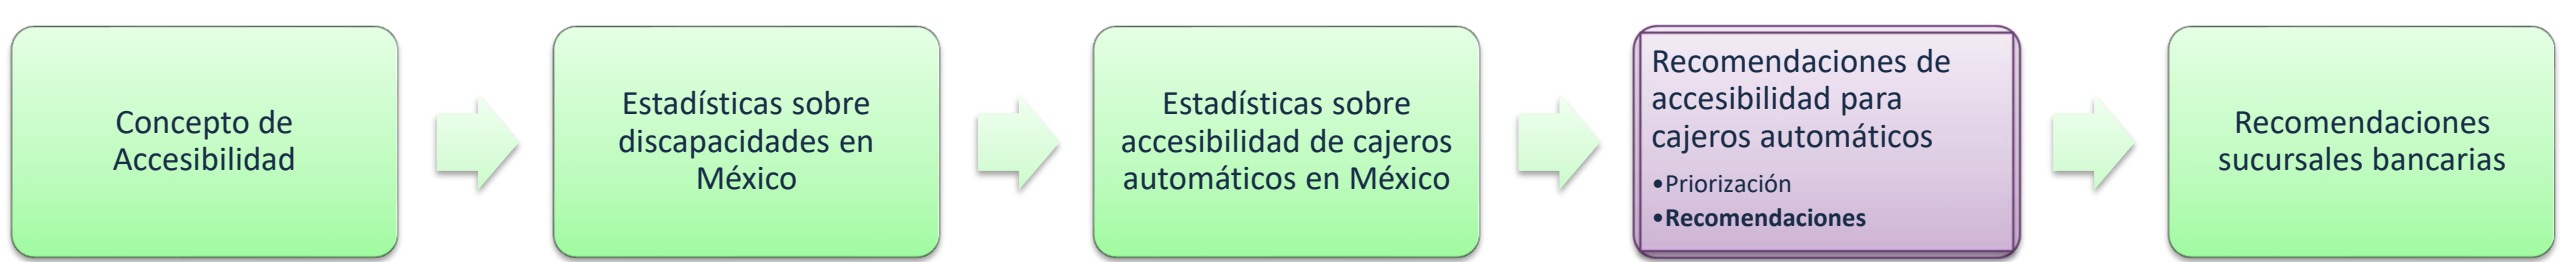 Concepto de
Accesibilidad
Estadísticas sobre
discapacidades en
México
Estadísticas sobre
accesibilidad de cajeros
automáticos en México
Recomendaciones de
accesibilidad para
cajeros automáticos
•Priorización
•Recomendaciones
Recomendaciones
sucursales bancarias